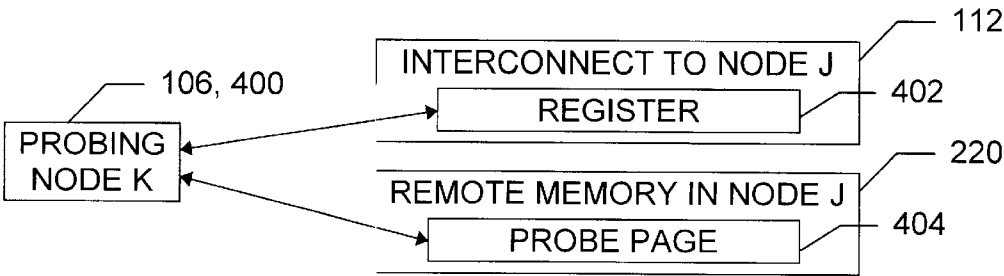 112
INTERCONNECT TO NODE J
106, 400
402
REGISTER
PROBING
NODE K
220
REMOTE MEMORY IN NODE J
404
PROBE PAGE